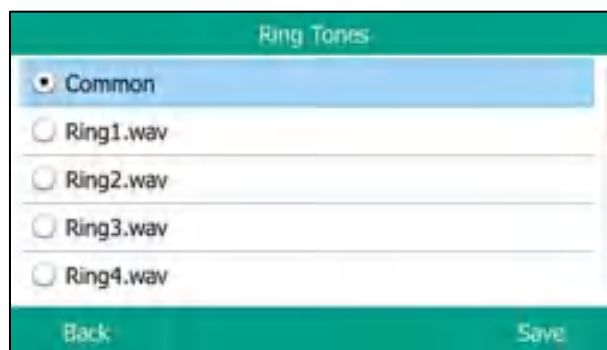 Ring Tones
Common
Ring1.wav
Ring2.wav
Ring3.wav
Ring4.wav
Back Save